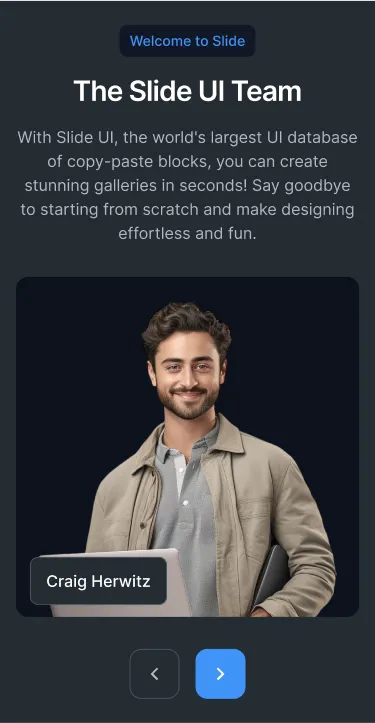 Welcome to Slide
The Slide UI Team
With Slide UI, the world's largest UI database
of copy-paste blocks, you can create
stunning galleries in seconds! Say goodbye
to starting from scratch and make designing
effortless and fun.
Craig Herwitz